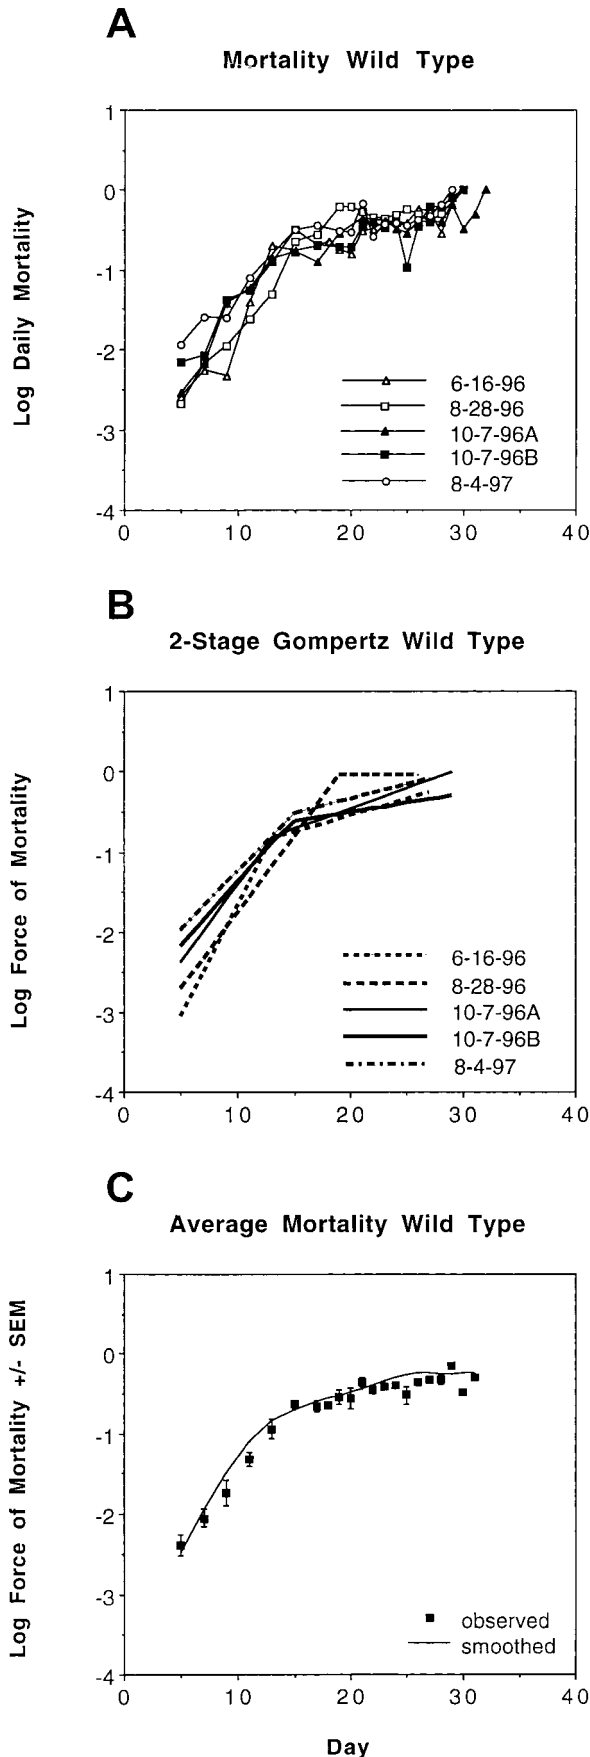 A
Mortality Wild Type
Log Daily Mortality
1
0
-1
-2
-3
-4
0 10 20 30 40
6-16-96
8-28-96
10-7-96A
10-7-96B
8-4-97
B
2-Stage Gompertz Wild Type
Log Force of Mortality
1
0
-1
-2
-3
-4
0 10 20 30 40
6-16-96
8-28-96
10-7-96A
10-7-96B
8-4-97
C
Average Mortality Wild Type
Log Force of Mortality +/- SEM
1
0
-1
-2
-3
-4
0 10 20 30 40
observed
smoothed
Day